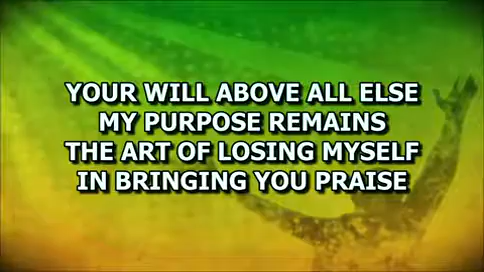 YOUR WILL ABOVE ALL ELSE
MY PURPOSE REMAINS
THE ART OF LOSING MYSELF
IN BRINGING YOU PRAISE